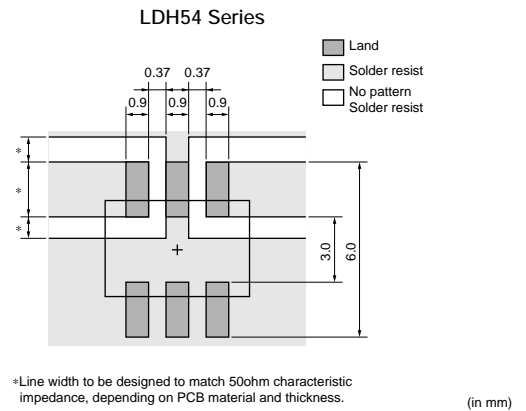 LDH54 Series
Land
Solder resist
No pattern
Solder resist
0.37 0.37
0.9 0.9 0.9
*
*
*
3.0
6.0
*Line width to be designed to match 50ohm characteristic
impedance, depending on PCB material and thickness.
(in mm)